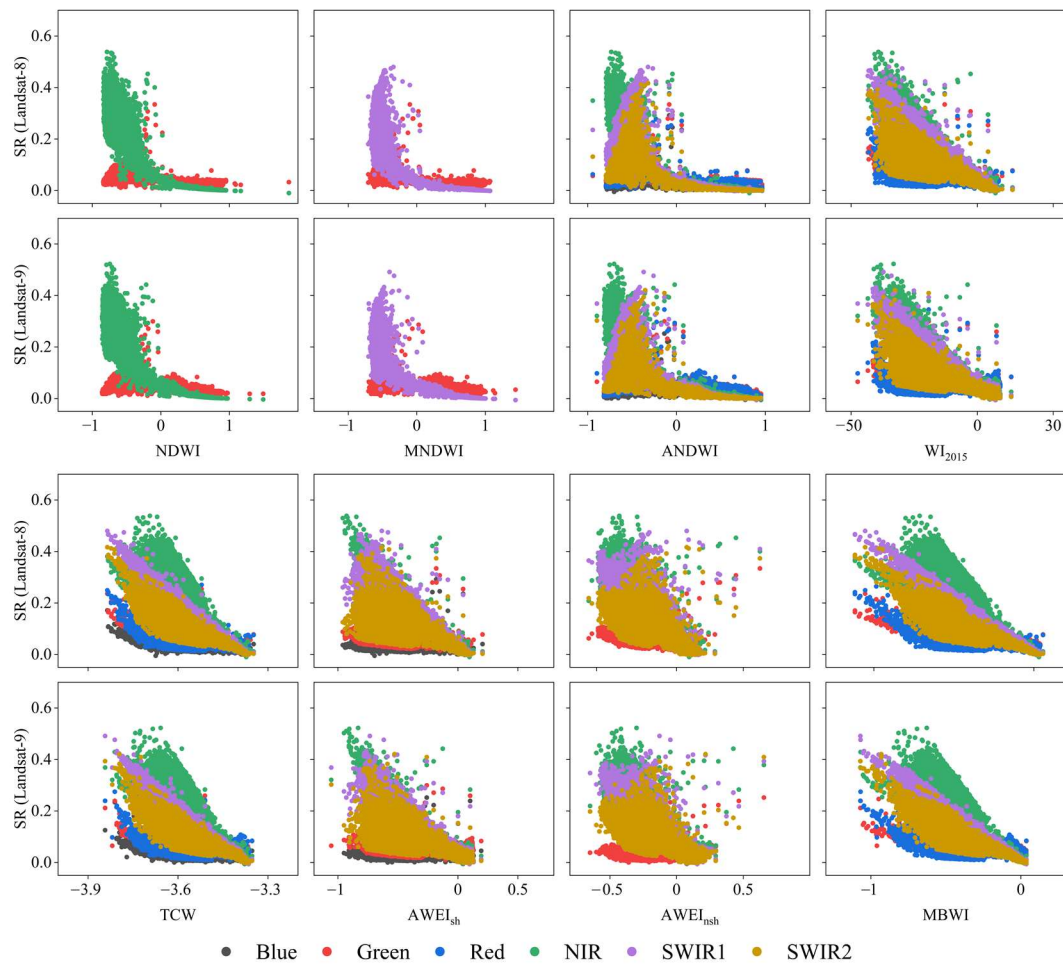 SR (Landsat-8)
0.6
0.4
0.2
0.0
SR (Landsat-9)
0.6
0.4
0.2
0.0
−1 0 1 −1 0 1 −1 0 1 −50 0 30
NDWI MNDWI ANDWI WI2015
SR (Landsat-8)
0.6
0.4
0.2
0.0
SR (Landsat-9)
0.6
0.4
0.2
0.0
−3.9 −3.6 −3.3 −1 0 0.5 −0.5 0 0.5 −1 0
TCW AWEIsh AWEInsh MBWI
Blue Green Red NIR SWIR1 SWIR2